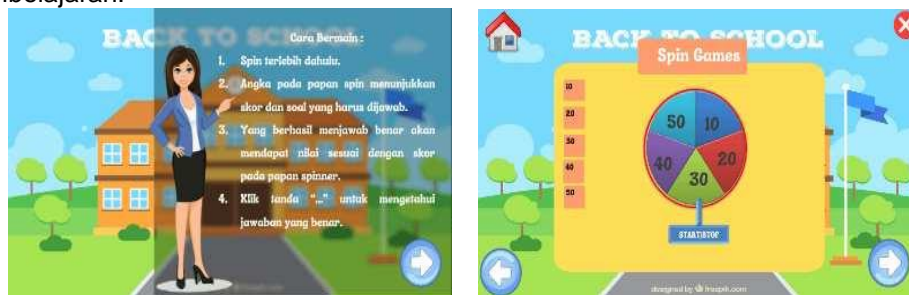 BACK TO SCHOOL
Cara Bermain :
1. Spin terlebih dahulu.
2. Angka pada papan spin menunjukkan
skor dan soal yang harus dijawab.
3. Yang berhasil menjawab benar akan
mendapat nilai sesuai dengan skor
pada papan spinner.
4. Klik tanda "..." untuk mengetahui
jawaban yang benar.
BACK TO SCHOOL
Spin Games
10
20
30
40
50
50 10
40 20
30
START/STOP
designed by freepik.com